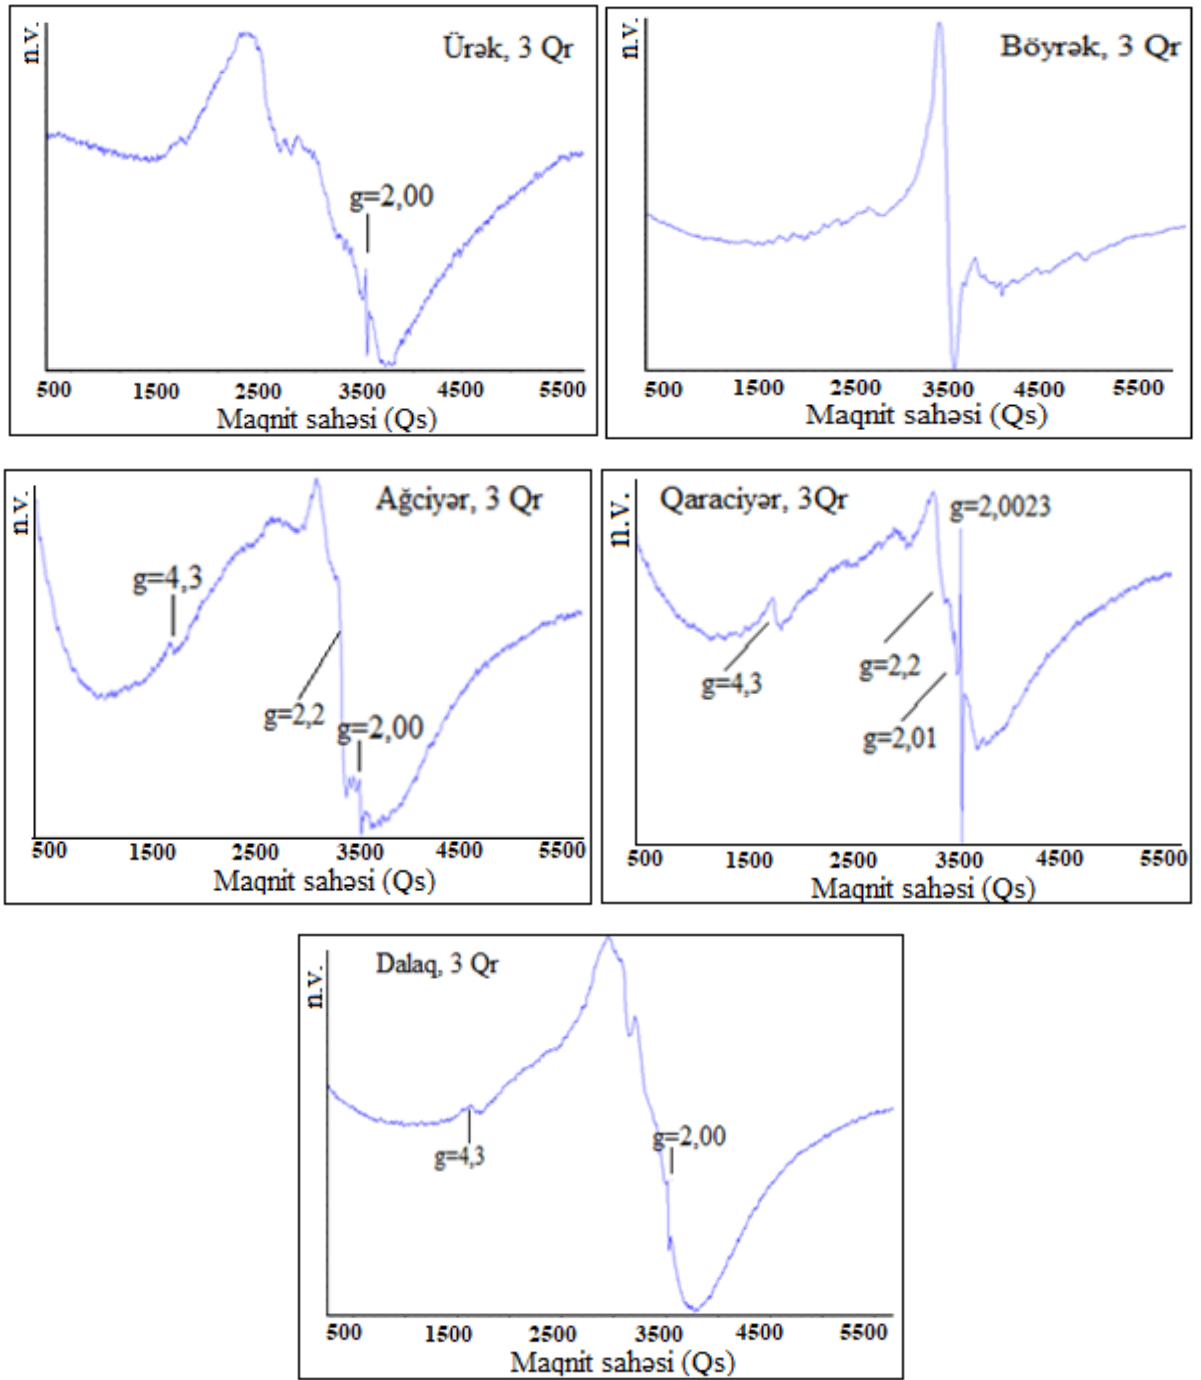 n.v.
Ürək, 3 Qr
g=2,00
500 1500 2500 3500 4500 5500
Maqnit sahəsi (Qs)
n.v.
Böyrək, 3 Qr
500 1500 2500 3500 4500 5500
Maqnit sahəsi (Qs)
n.v.
Ağciyər, 3 Qr
g=4,3
g=2,2
g=2,00
500 1500 2500 3500 4500 5500
Maqnit sahəsi (Qs)
n.v.
Qaraciyər, 3Qr
g=2,0023
g=4,3
g=2,2
g=2,01
500 1500 2500 3500 4500 5500
Maqnit sahəsi (Qs)
n.v.
Dalaq, 3 Qr
g=4,3
g=2,00
500 1500 2500 3500 4500 5500
Maqnit sahəsi (Qs)